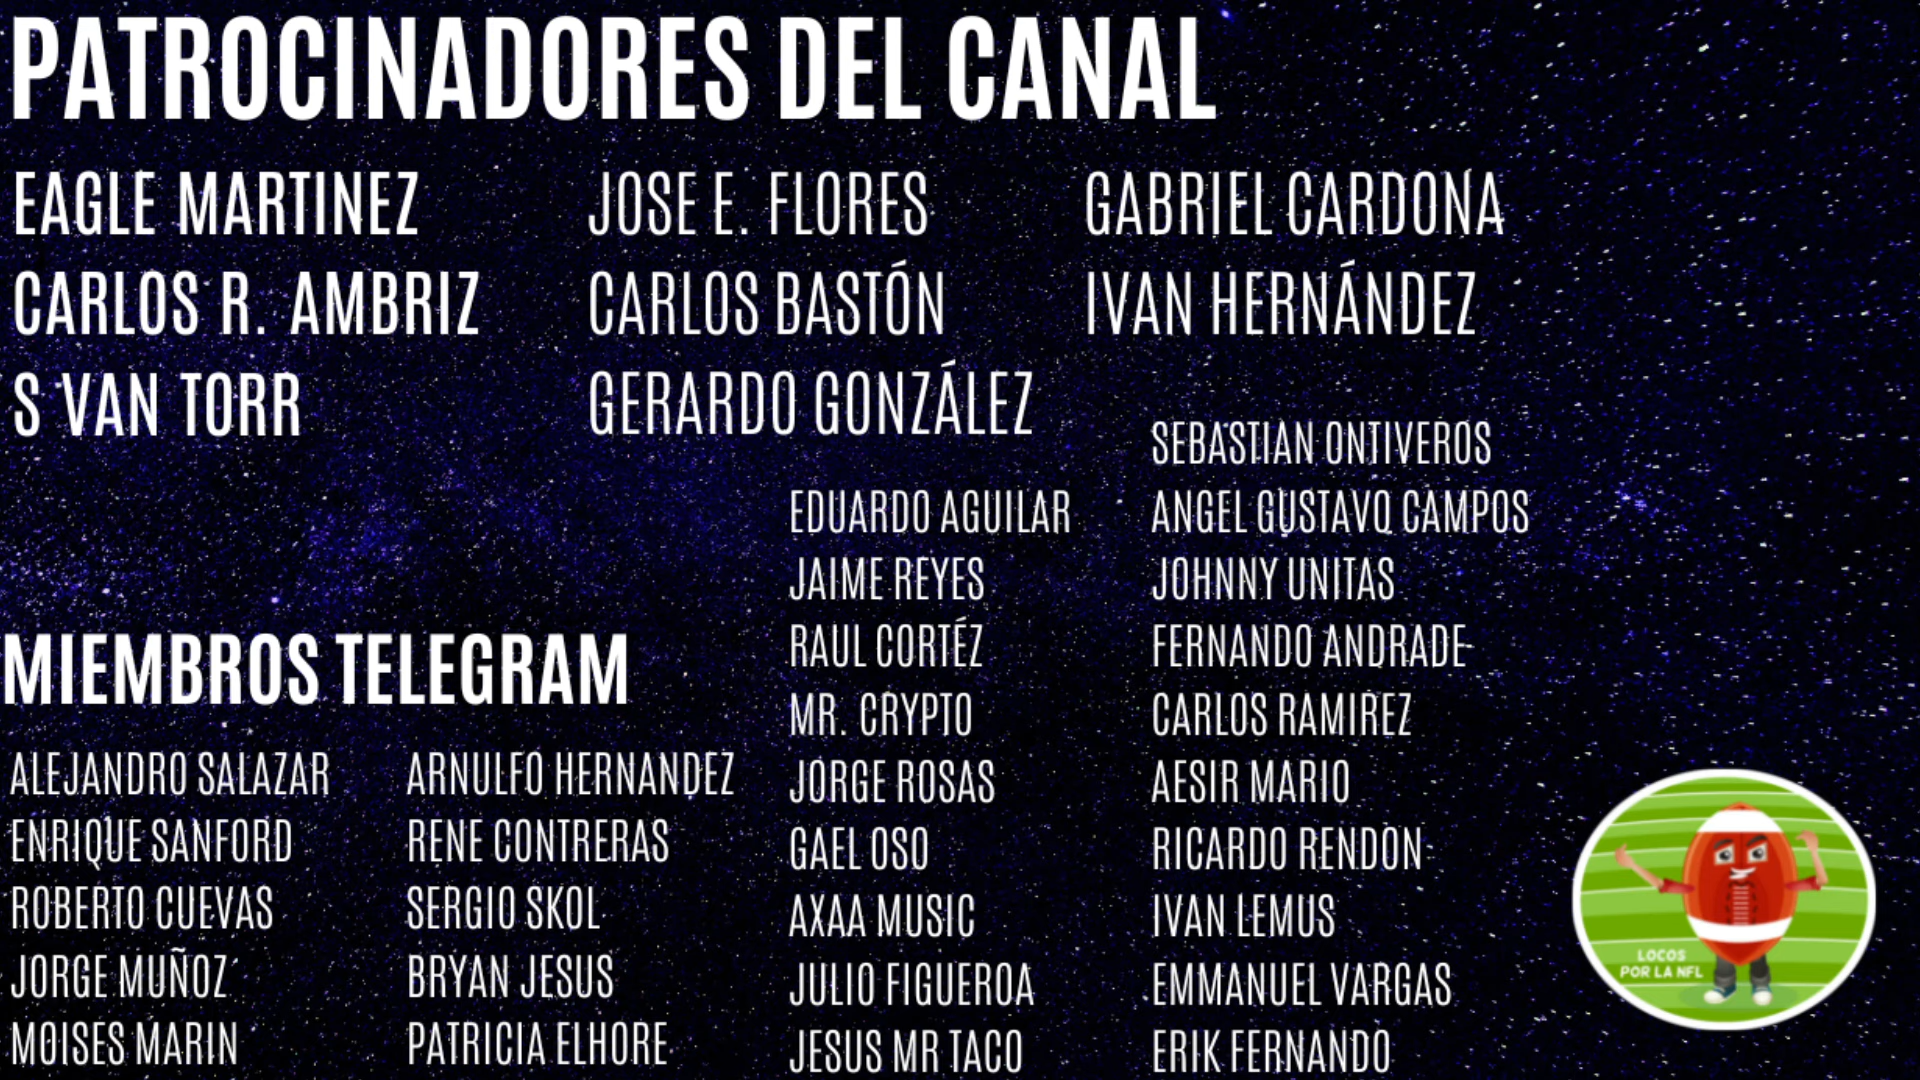 PATROCINADORES DEL CANAL
EAGLE MARTINEZ
CARLOS R. AMBRIZ
S VAN TORR
JOSE E. FLORES
CARLOS BASTÓN
GERARDO GONZÁLEZ
GABRIEL CARDONA
IVAN HERNÁNDEZ
MIEMBROS TELEGRAM
ALEJANDRO SALAZAR
ENRIQUE SANFORD
ROBERTO CUEVAS
JORGE MUÑOZ
MOISES MARIN
ARNULFO HERNANDEZ
RENE CONTRERAS
SERGIO SKOL
BRYAN JESUS
PATRICIA ELHORE
EDUARDO AGUILAR
JAIME REYES
RAUL CORTÉZ
MR. CRYPTO
JORGE ROSAS
GAEL OSO
AXAA MUSIC
JULIO FIGUEROA
JESUS MR TACO
SEBASTIAN ONTIVEROS
ANGEL GUSTAVO CAMPOS
JOHNNY UNITAS
FERNANDO ANDRADE
CARLOS RAMIREZ
AESIR MARIO
RICARDO RENDON
IVAN LEMUS
EMMANUEL VARGAS
ERIK FERNANDO
LOCOS
POR LA NFL